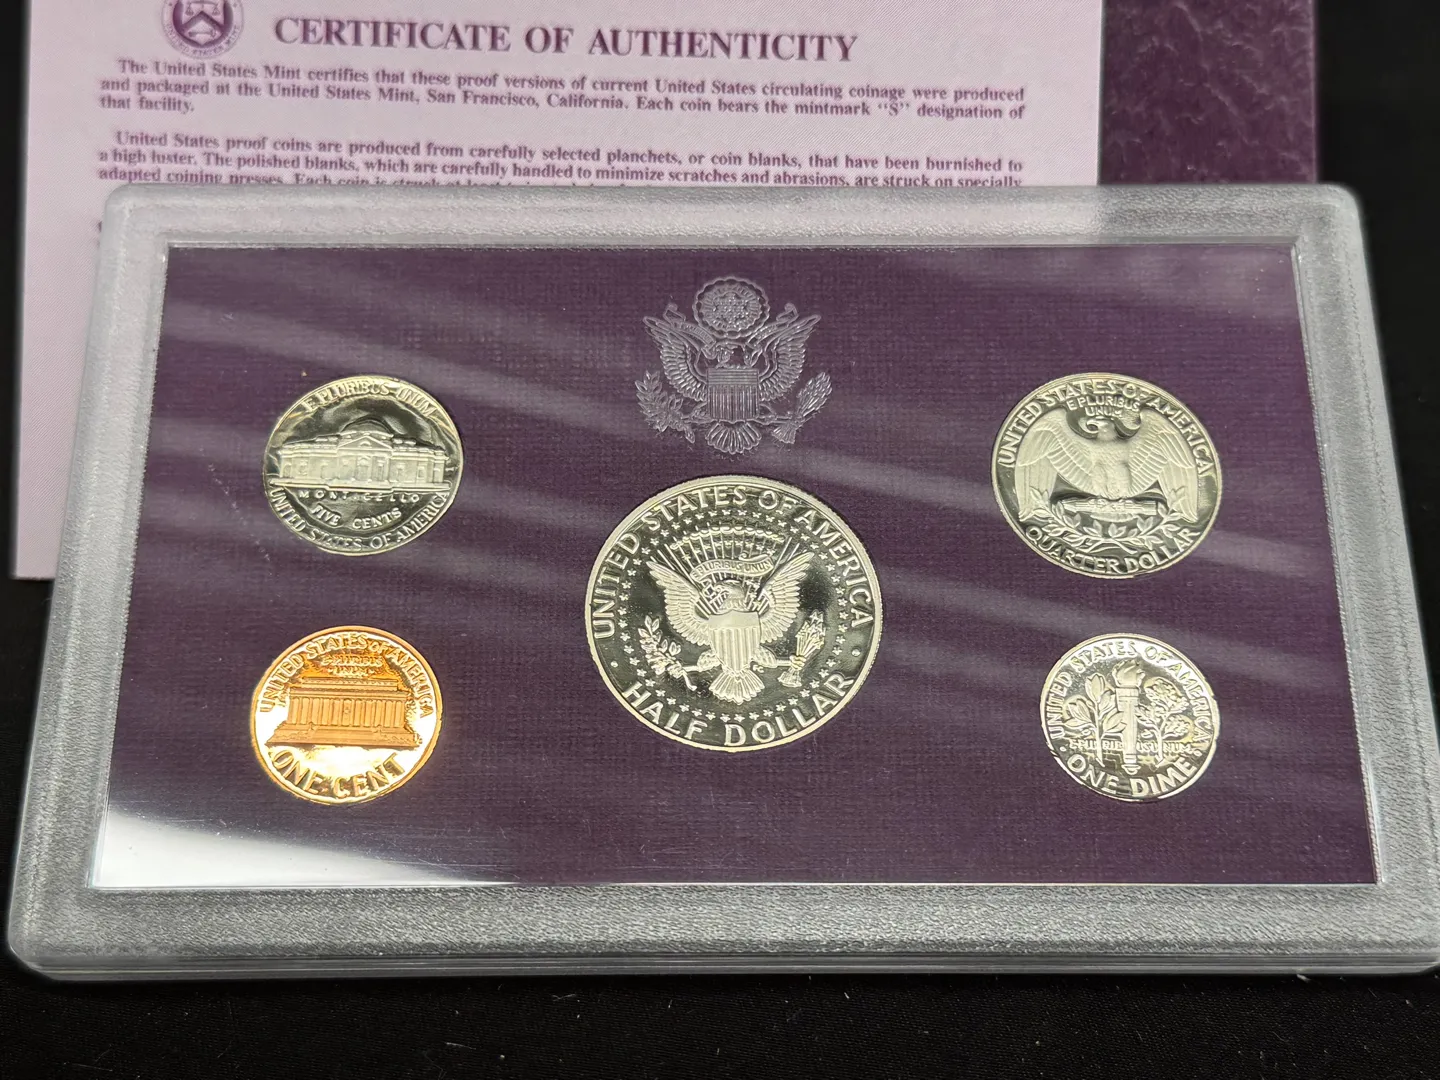 CERTIFICATE OF AUTHENTICITY
The United States Mint certifies that these proof versions of current United States circulating coinage were produced
and packaged at the United States Mint, San Francisco, California. Each coin bears the mintmark "S" designation of
that facility.
United States proof coins are produced from carefully selected planchets, or coin blanks, that have been burnished to
a high luster. The polished blanks, which are carefully handled to minimize scratches and abrasions, are struck on specially
adapted coining presses. Each coin is struck at least
E PLURIBUS UNUM
MONTICELLO
FIVE CENTS
UNITED STATES OF AMERICA
UNITED STATES OF AMERICA
E PLURIBUS
UNUM
QUARTER DOLLAR
UNITED STATES OF AMERICA
E PLURIBUS UNUM
HALF DOLLAR
UNITED STATES OF AMERICA
E PLURIBUS
UNUM
ONE CENT
UNITED STATES OF AMERICA
E PLURIBUS UNUM
ONE DIME